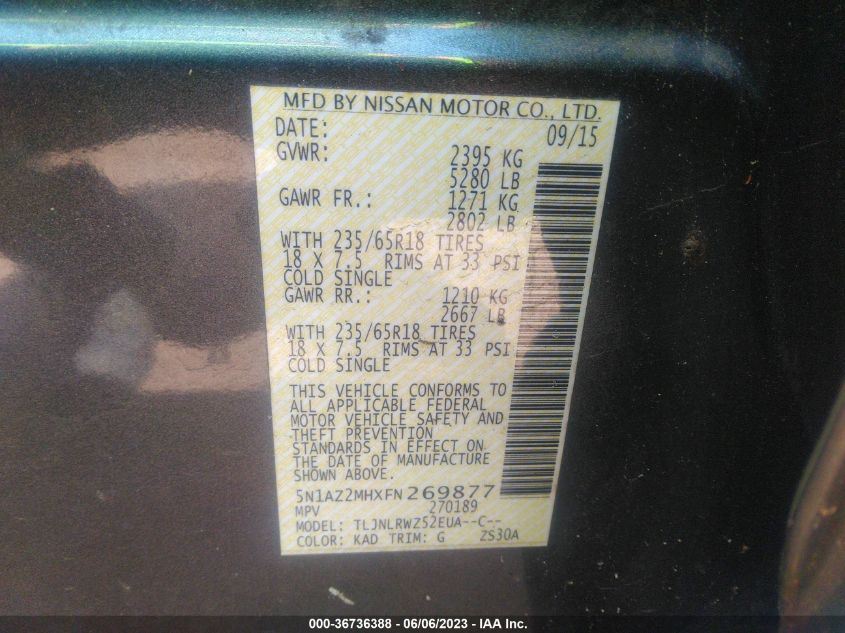 MFD BY NISSAN MOTOR CO., LTD.
DATE: 09/15
GVWR: 2395 KG
5280 LB
GAWR FR.: 1271 KG
2802 LB
WITH 235/65R18 TIRES
18 X 7.5 RIMS AT 33 PSI
COLD SINGLE
GAWR RR.: 1210 KG
2667 LB
WITH 235/65R18 TIRES
18 X 7.5 RIMS AT 33 PSI
COLD SINGLE
THIS VEHICLE CONFORMS TO
ALL APPLICABLE FEDERAL
MOTOR VEHICLE SAFETY AND
THEFT PREVENTION
STANDARDS IN EFFECT ON
THE DATE OF MANUFACTURE
SHOWN ABOVE.
5N1AZ2MHXFN269877
MPV 270189
MODEL: TLJNLRWZ52EUA--C--
COLOR: KAD TRIM: G ZS30A
000-36736388 - 06/06/2023 - IAA Inc.